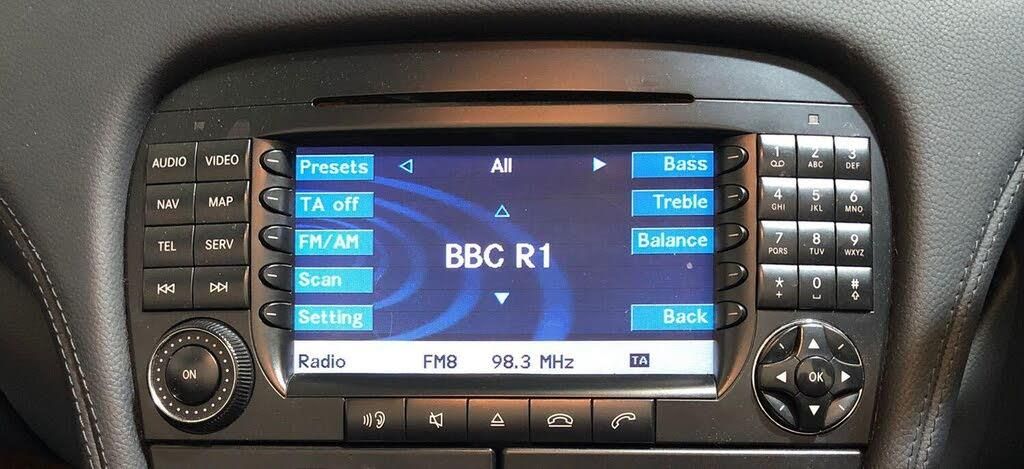 AUDIO VIDEO
NAV MAP
TEL SERV
ON
Presets All Bass
TA off Treble
FM/AM Balance
BBC R1
Scan
Setting Back
Radio FM8 98.3 MHz TA
1 2 ABC 3 DEF
4 GHI 5 JKL 6 MNO
7 PQRS 8 TUV 9 WXYZ
* + 0 #
OK